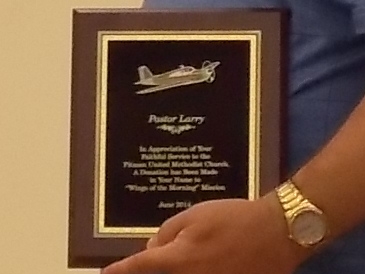 Pastor Larry
In Appreciation of Your
Faithful Service to the
Pitman United Methodist Church,
A Donation has Been Made
in Your Name to
"Wings of the Morning" Mission
June 2014